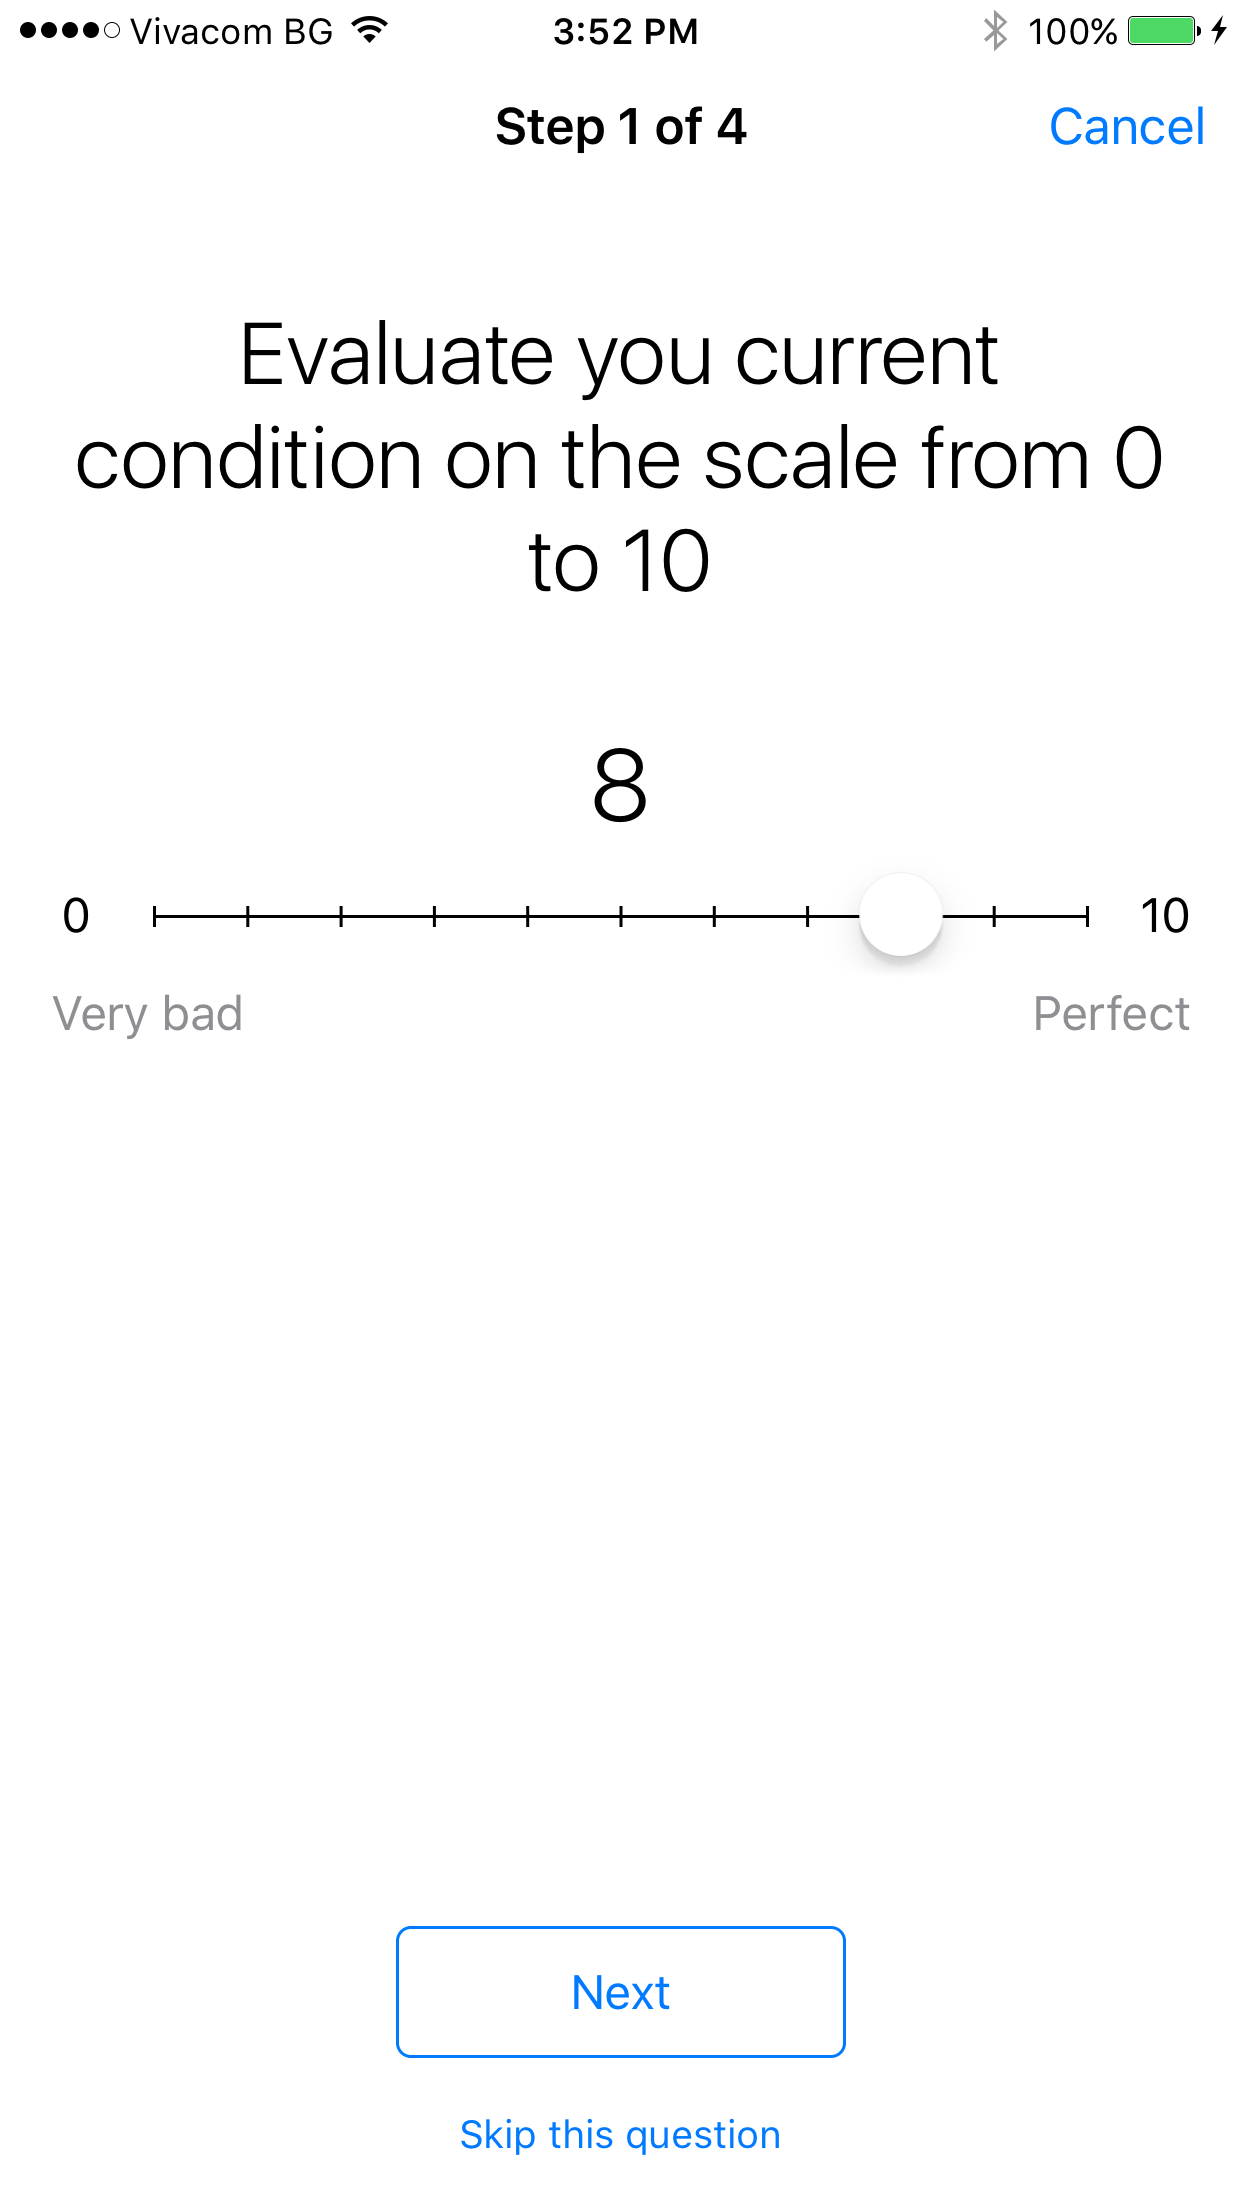 Vivacom BG 3:52 PM 100%
Step 1 of 4 Cancel
Evaluate you current
condition on the scale from 0
to 10
8
0 10
Very bad Perfect
Next
Skip this question